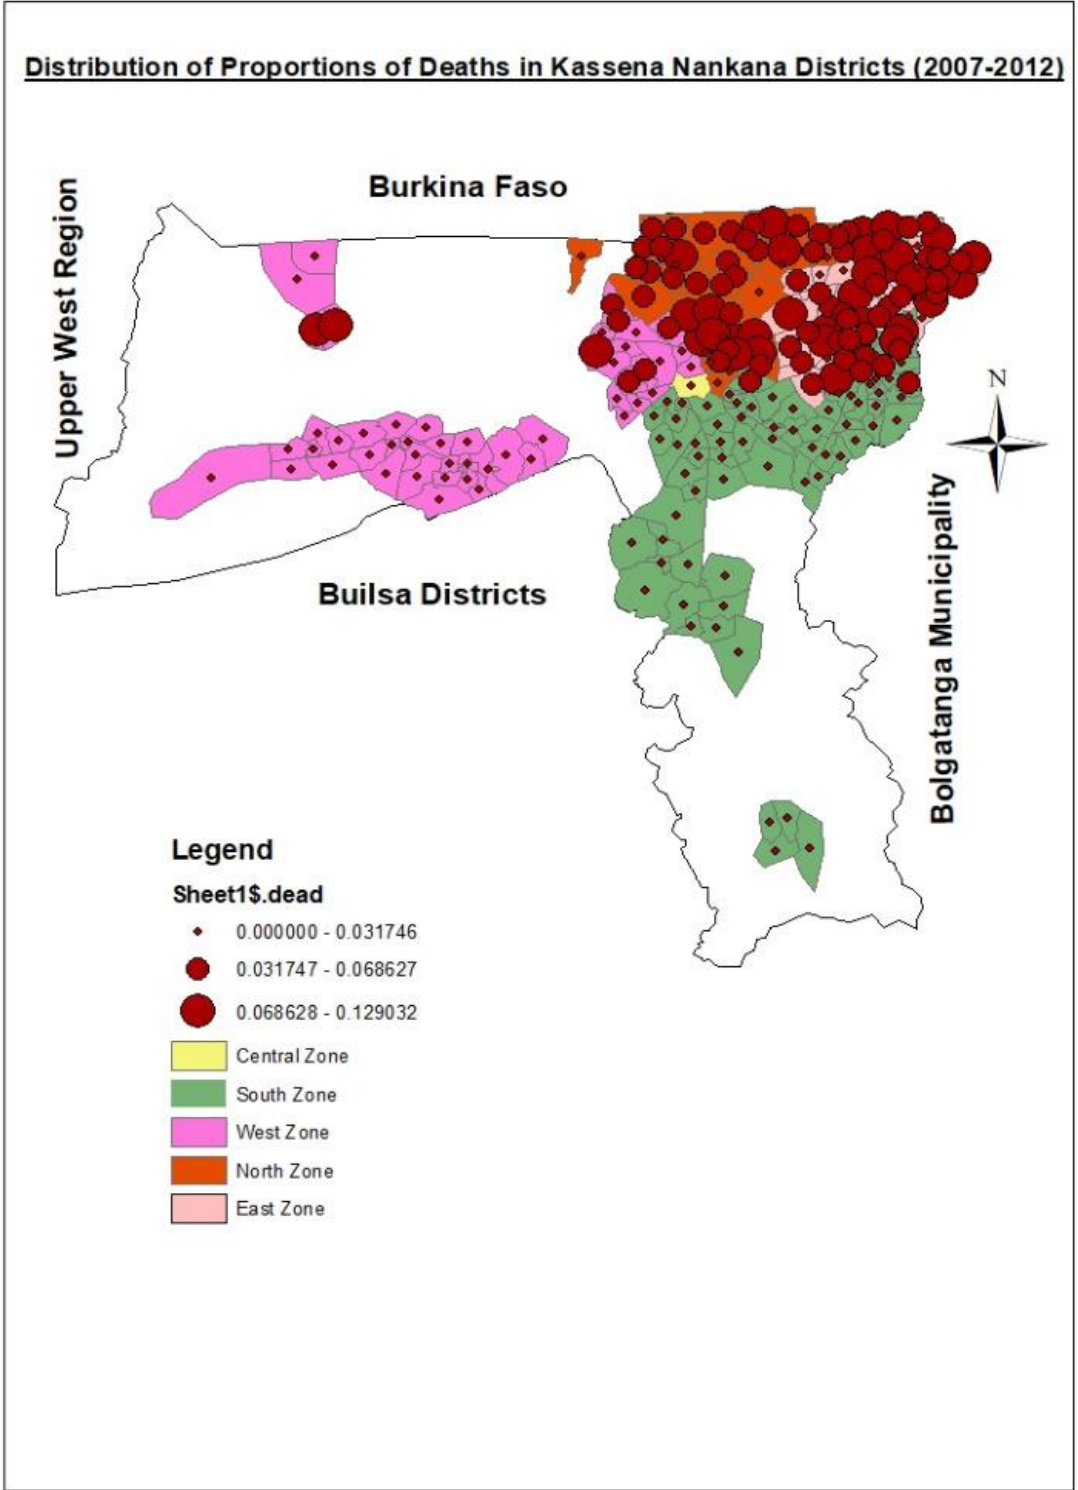 Distribution of Proportions of Deaths in Kassena Nankana Districts (2007-2012)
Burkina Faso
Upper West Region
N
Builsa Districts
Bolgatanga Municipality
Legend
Sheet1$.dead
0.000000 - 0.031746
0.031747 - 0.068627
0.068628 - 0.129032
Central Zone
South Zone
West Zone
North Zone
East Zone